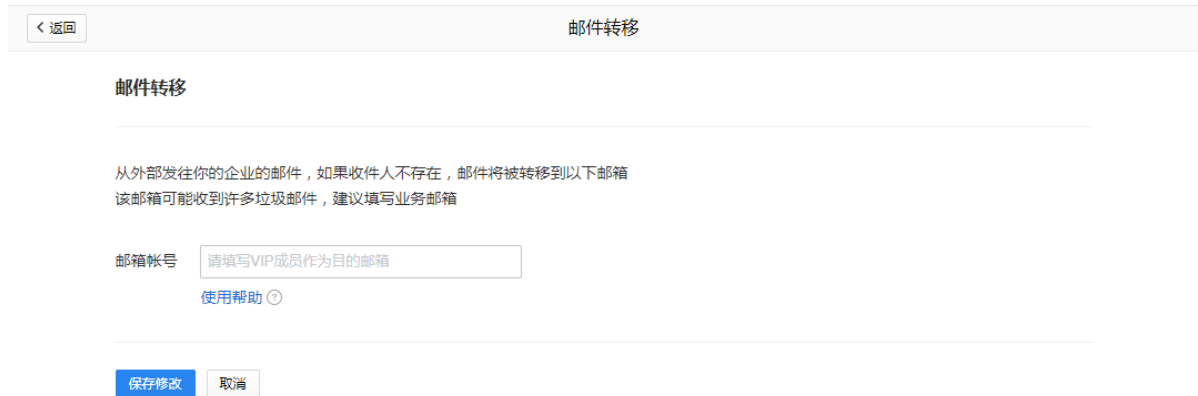 返回
邮件转移
邮件转移
从外部发往你的企业的邮件，如果收件人不存在，邮件将被转移到以下邮箱
该邮箱可能收到许多垃圾邮件，建议填写业务邮箱
邮箱帐号 请填写VIP成员作为目的邮箱
使用帮助 ?
保存修改 取消